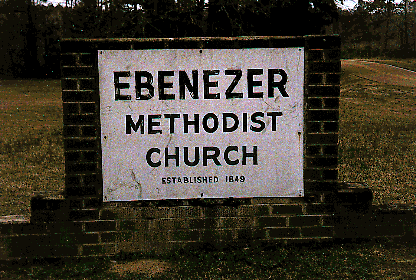 EBENEZER
METHODIST
CHURCH
ESTABLISHED 1849